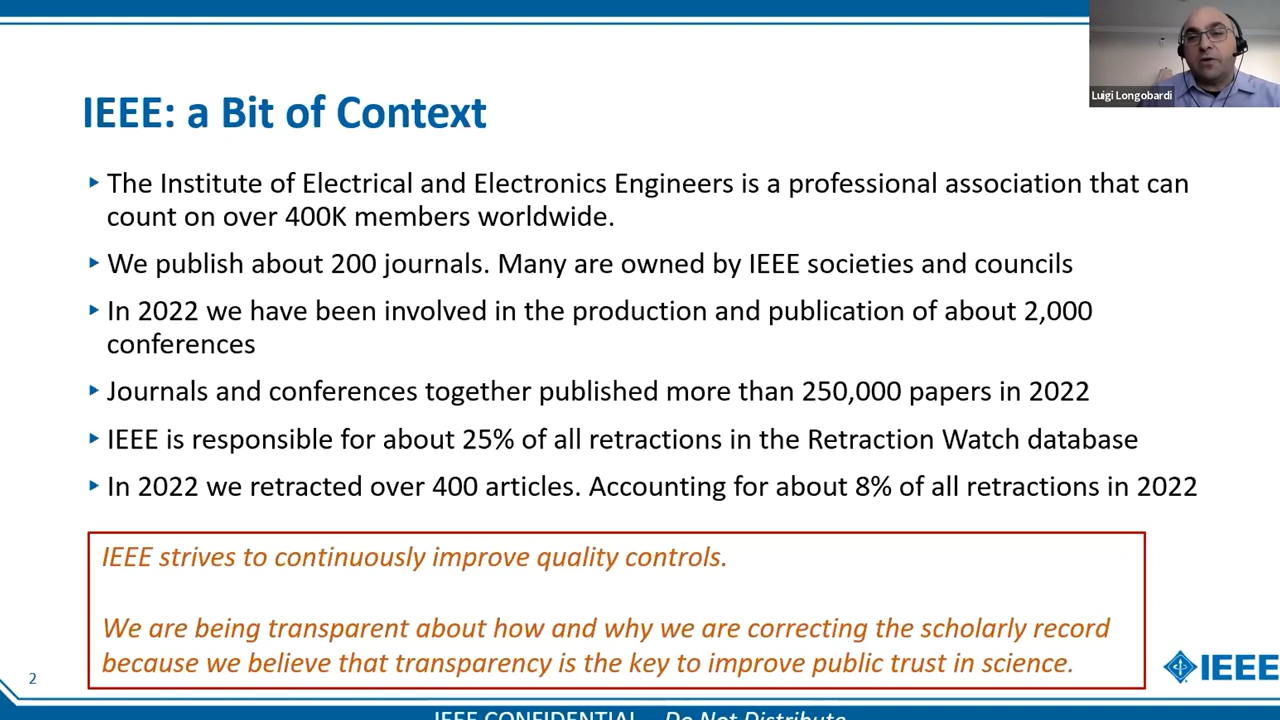 Luigi Longobardi
IEEE: a Bit of Context
The Institute of Electrical and Electronics Engineers is a professional association that can
count on over 400K members worldwide.
We publish about 200 journals. Many are owned by IEEE societies and councils
In 2022 we have been involved in the production and publication of about 2,000
conferences
Journals and conferences together published more than 250,000 papers in 2022
IEEE is responsible for about 25% of all retractions in the Retraction Watch database
In 2022 we retracted over 400 articles. Accounting for about 8% of all retractions in 2022
IEEE strives to continuously improve quality controls.
We are being transparent about how and why we are correcting the scholarly record
because we believe that transparency is the key to improve public trust in science.
2
IEEE
IEEE CONFIDENTIAL – Do Not Distribute